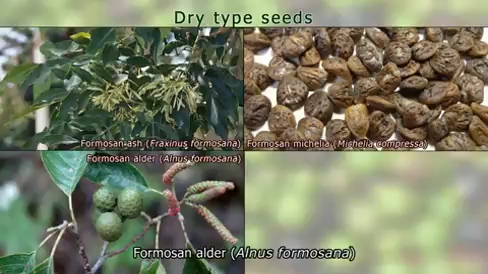 Dry type seeds
Formosan ash (Fraxinus formosana)
Formosan michelia (Michelia compressa)
Formosan alder (Alnus formosana)
Formosan alder (Alnus formosana)